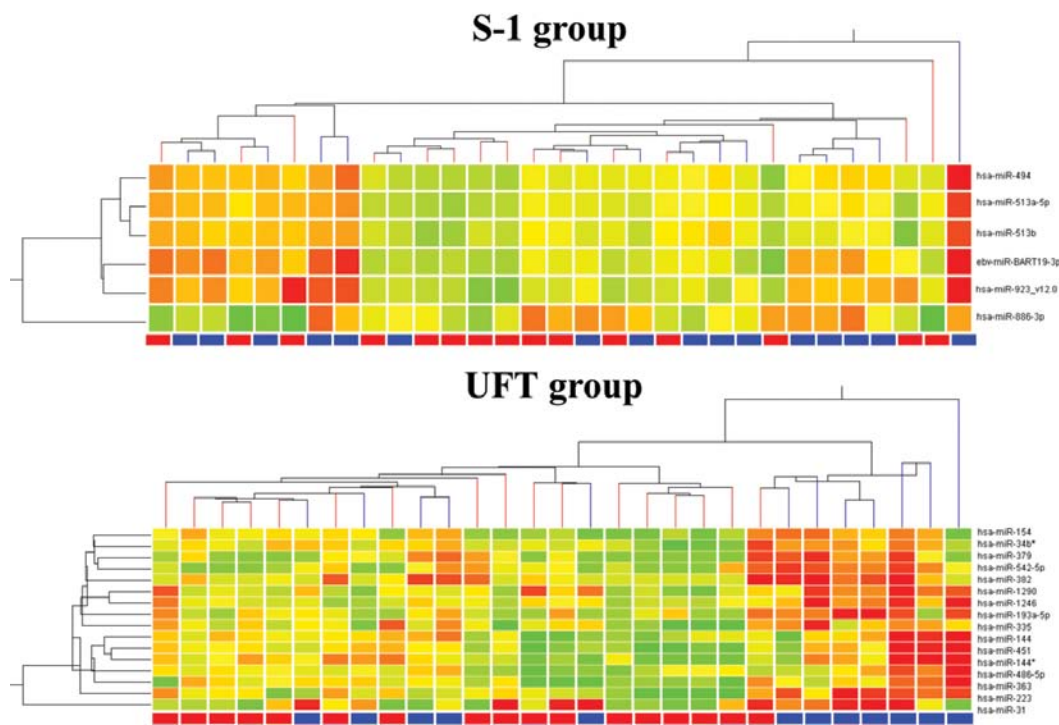 S-1 group
hsa-miR-494
hsa-miR-513a-5p
hsa-miR-513b
ebv-miR-BART19-3p
hsa-miR-923_v12.0
hsa-miR-886-3p
UFT group
hsa-miR-154
hsa-miR-34b*
hsa-miR-379
hsa-miR-542-5p
hsa-miR-382
hsa-miR-1290
hsa-miR-1246
hsa-miR-193a-5p
hsa-miR-335
hsa-miR-144
hsa-miR-451
hsa-miR-144*
hsa-miR-486-5p
hsa-miR-363
hsa-miR-223
hsa-miR-31